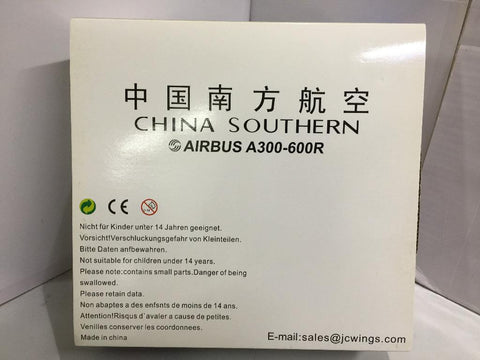 中国南方航空
CHINA SOUTHERN
AIRBUS A300-600R
CE
Nicht für Kinder unter 14 Jahren geeignet.
Vorsicht!Verschluckungsgefahr von Kleinteilen.
Bitte Daten anfbewahren.
Not suitable for children under 14 years.
Please note:contains small parts.Danger of being
swallowed.
Please retain data.
Non adaptes a des enfsnts de moins de 14 ans.
Attention!Risqus d`avaler a cause de petites.
Venilles conserver les coordonnees.
Made in china
E-mail:sales@jcwings.com